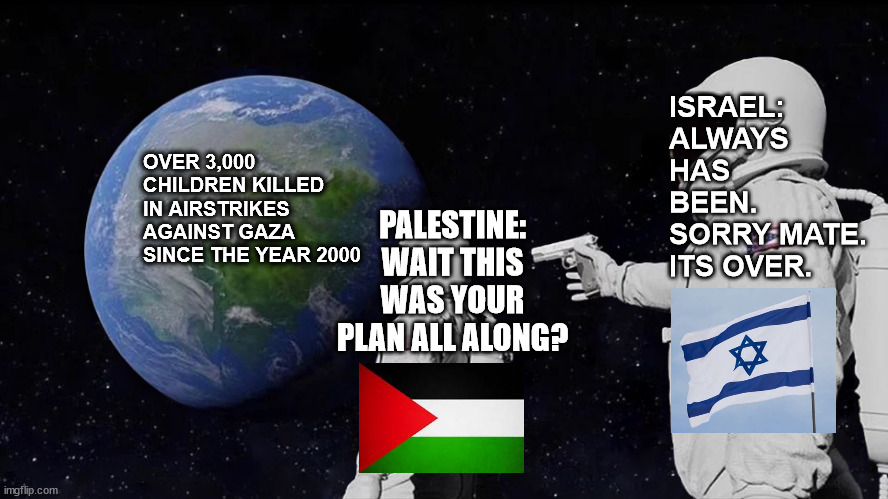 OVER 3,000
CHILDREN KILLED
IN AIRSTRIKES
AGAINST GAZA
SINCE THE YEAR 2000
PALESTINE:
WAIT THIS
WAS YOUR
PLAN ALL ALONG?
ISRAEL:
ALWAYS
HAS
BEEN.
SORRY MATE.
ITS OVER.
imgflip.com